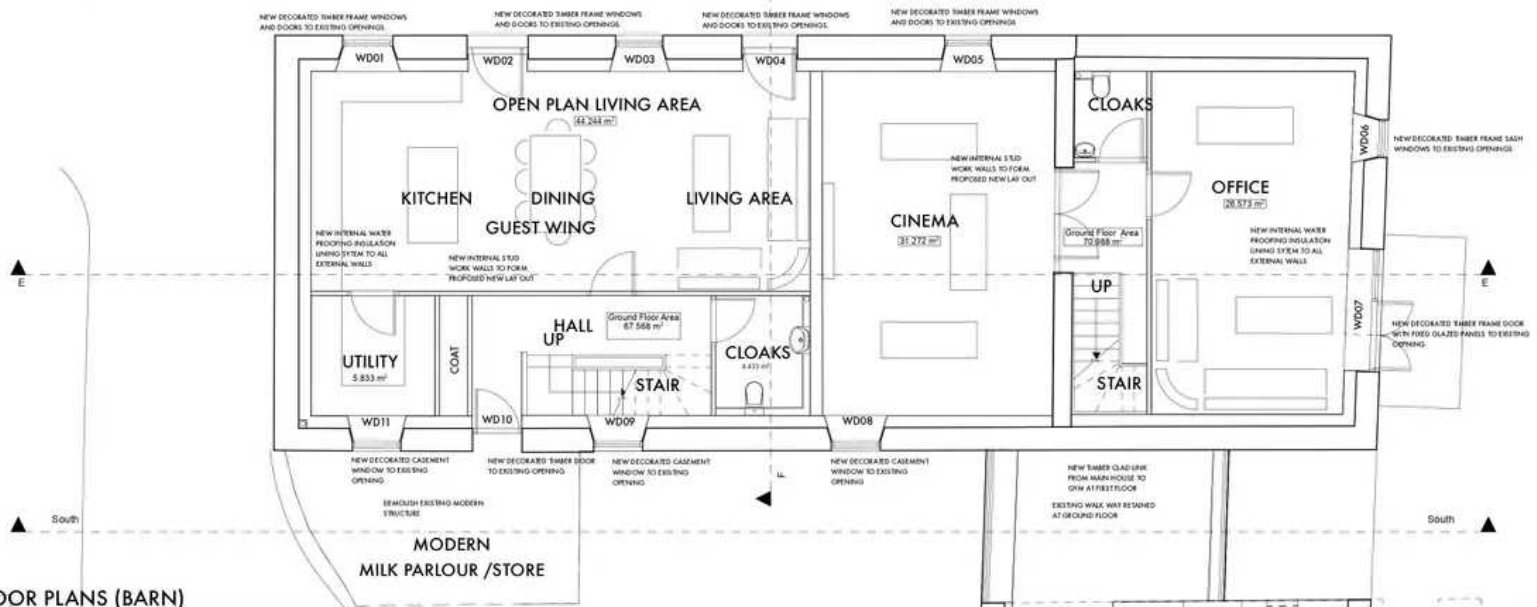 NEW DECORATED TIMBER FRAME WINDOWS
AND DOORS TO EXISTING OPENINGS.
NEW DECORATED TIMBER FRAME WINDOWS
AND DOORS TO EXISTING OPENINGS.
NEW DECORATED TIMBER FRAME WINDOWS
AND DOORS TO EXISTING OPENINGS.
NEW DECORATED TIMBER FRAME WINDOWS
AND DOORS TO EXISTING OPENINGS.
WD01
WD02
WD03
WD04
WD05
OPEN PLAN LIVING AREA
44.244 m²
CLOAKS
WD06
NEW DECORATED TIMBER FRAME SASH
WINDOWS TO EXISTING OPENINGS
NEW INTERNAL STUD
WORK WALLS TO FORM
PROPOSED NEW LAY OUT
KITCHEN
DINING
LIVING AREA
GUEST WING
CINEMA
31.272 m²
OFFICE
26.573 m²
NEW INTERNAL WATER
PROOFING INSULATION
LINING SYTEM TO ALL
EXTERNAL WALLS
NEW INTERNAL STUD
WORK WALLS TO FORM
PROPOSED NEW LAY OUT
Ground Floor Area
70.988 m²
NEW INTERNAL WATER
PROOFING INSULATION
LINING SYTEM TO ALL
EXTERNAL WALLS
E
E
UP
HALL
UP
Ground Floor Area
67.568 m²
WD07
NEW DECORATED TIMBER FRAME DOOR
WITH FIXED GLAZED PANELS TO EXISTING
OPENING
UTILITY
5.833 m²
COAT
CLOAKS
4.433 m²
STAIR
STAIR
WD11
WD10
WD09
WD08
NEW DECORATED CASEMENT
WINDOW TO EXISTING
OPENING
NEW DECORATED TIMBER DOOR
TO EXISTING OPENING
NEW DECORATED CASEMENT
WINDOW TO EXISTING
OPENING
NEW DECORATED CASEMENT
WINDOW TO EXISTING
OPENING
F
NEW TIMBER CLAD LINK
FROM MAIN HOUSE TO
GYM AT FIRST FLOOR
EXISTING WALK WAY RETAINED
AT GROUND FLOOR
DEMOLISH EXISTING MODERN
STRUCTURE
South
South
MODERN
MILK PARLOUR /STORE
OOR PLANS (BARN)